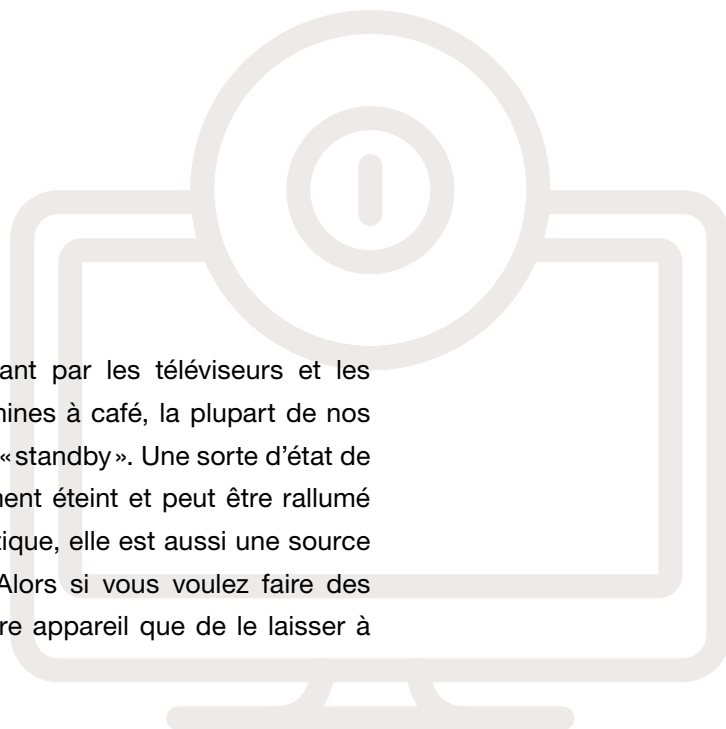 ant par les téléviseurs et les
hines à café, la plupart de nos
«standby». Une sorte d’état de
ment éteint et peut être rallumé
tique, elle est aussi une source
Alors si vous voulez faire des
re appareil que de le laisser à